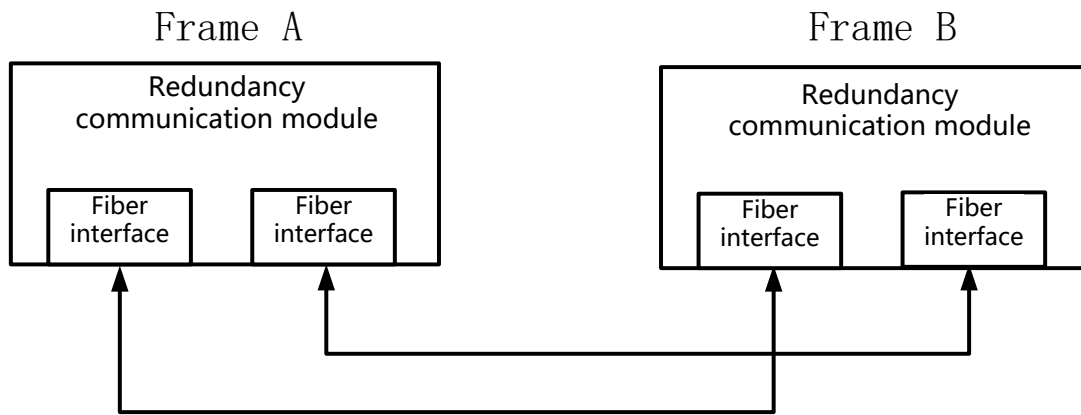 Frame A
Frame B
Redundancy
communication module
Fiber
interface
Fiber
interface
Redundancy
communication module
Fiber
interface
Fiber
interface